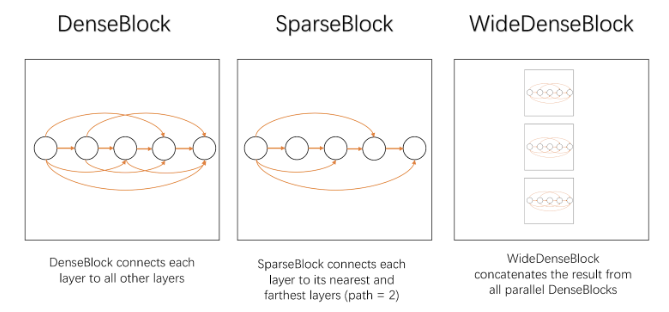 DenseBlock
SparseBlock
WideDenseBlock
DenseBlock connects each
layer to all other layers
SparseBlock connects each
layer to its nearest and
farthest layers (path = 2)
WideDenseBlock
concatenates the result from
all parallel DenseBlocks